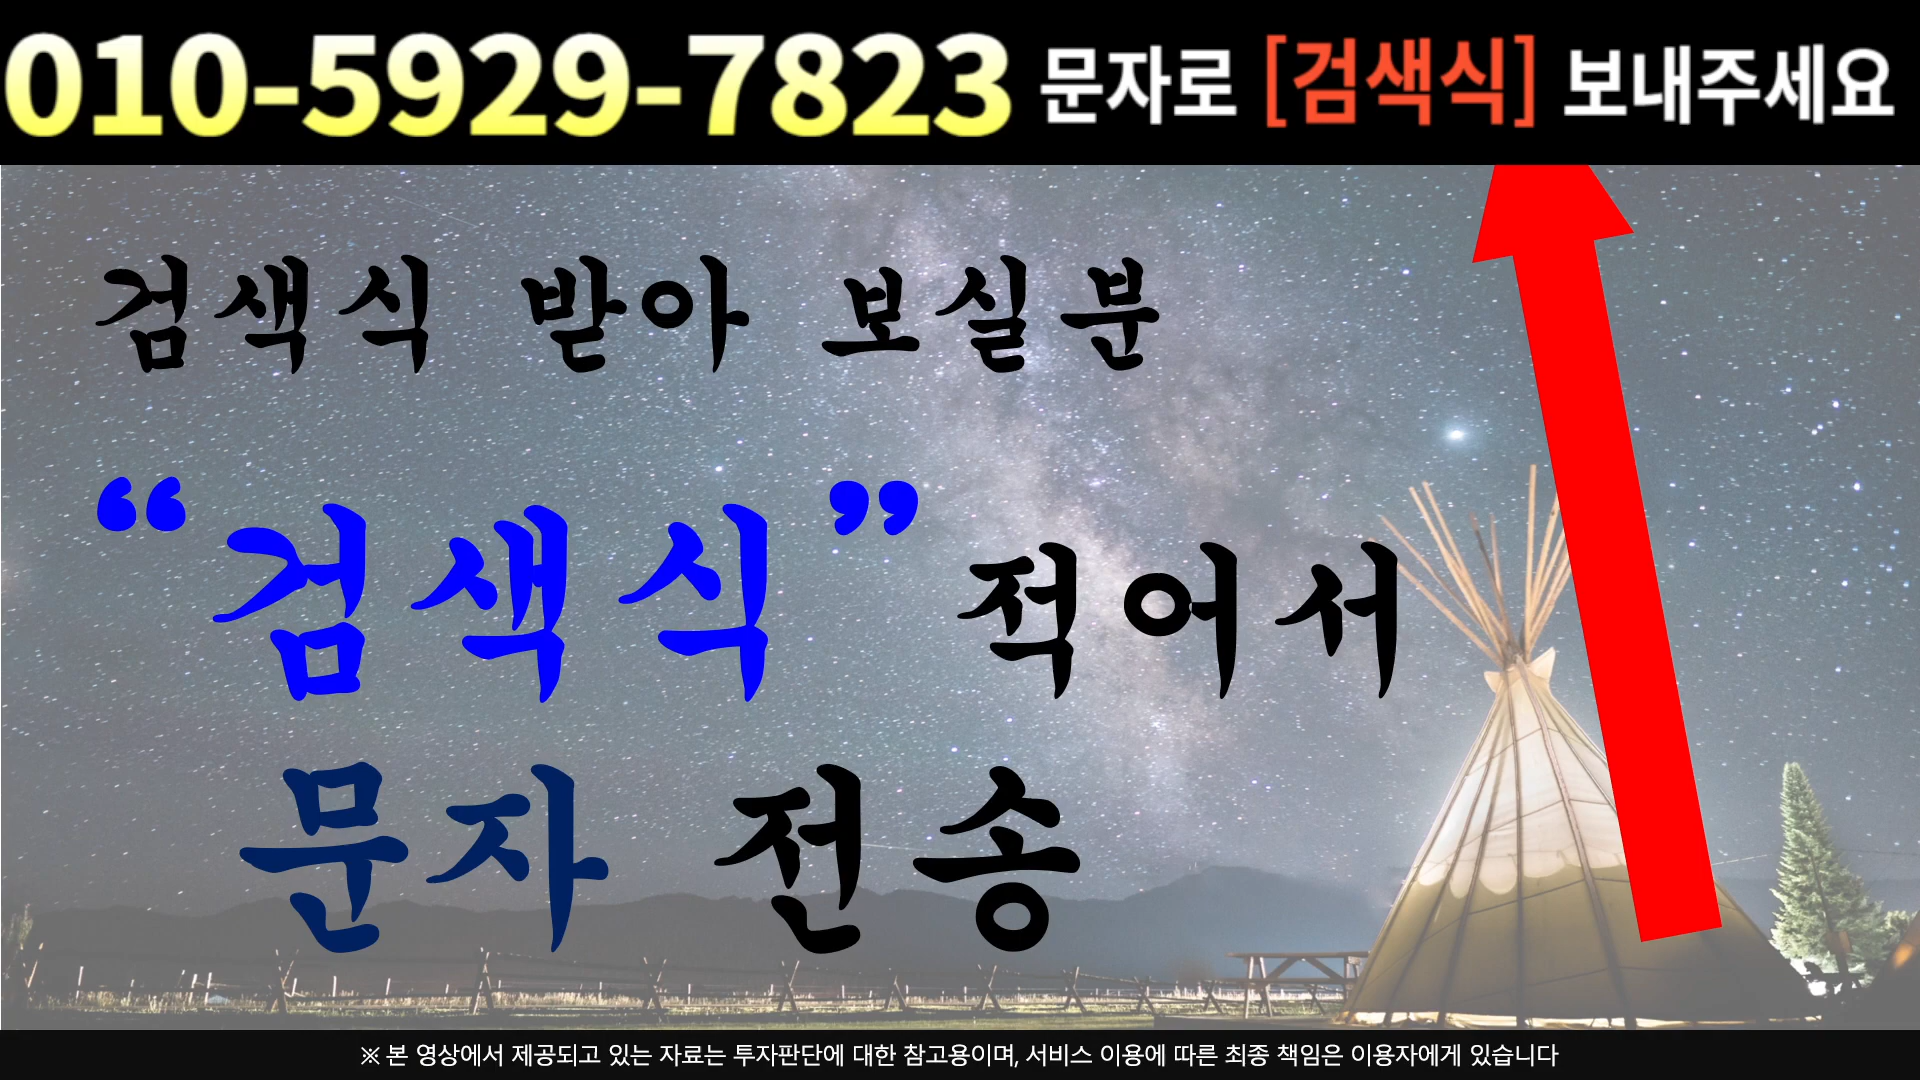 010-5929-7823 문자로 [검색식] 보내주세요
검색식 받아 보실분
“검색식” 적어서
문자 전송
※ 본 영상에서 제공되고 있는 자료는 투자판단에 대한 참고용이며, 서비스 이용에 따른 최종 책임은 이용자에게 있습니다